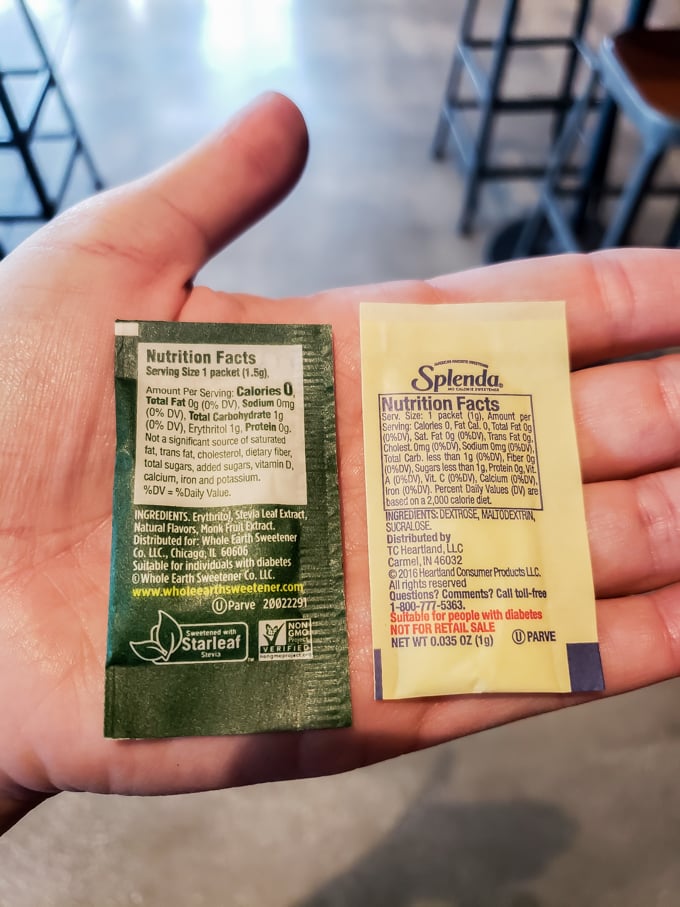 Nutrition Facts
Serving Size 1 packet (1.5g),
Amount Per Serving: Calories 0,
Total Fat 0g (0% DV), Sodium 0mg
(0% DV), Total Carbohydrate 1g
(0% DV), Erythritol 1g, Protein 0g.
Not a significant source of saturated
fat, trans fat, cholesterol, dietary fiber,
total sugars, added sugars, vitamin D,
calcium, iron and potassium.
%DV = %Daily Value.
INGREDIENTS. Erythritol, Stevia Leaf Extract,
Natural Flavors, Monk Fruit Extract.
Distributed for: Whole Earth Sweetener
Co. LLC., Chicago, IL 60606
Suitable for individuals with diabetes
©Whole Earth Sweetener Co. LLC.
www.wholeearthsweetener.com
UParve 20022291
Sweetened with
Starleaf
Stevia
TM
NON
GMO
Project
VERIFIED
nongmoproject.org
Splenda®
NO CALORIE SWEETENER
Nutrition Facts
Serv. Size: 1 packet (1g), Amount per
Serving: Calories 0, Fat Cal. 0, Total Fat 0g
(0%DV), Sat. Fat 0g (0%DV), Trans Fat 0g,
Cholest. 0mg (0%DV), Sodium 0mg (0%DV),
Total Carb. less than 1g (0%DV), Fiber 0g
(0%DV), Sugars less than 1g, Protein 0g, Vit.
A (0%DV), Vit. C (0%DV), Calcium (0%DV),
Iron (0%DV). Percent Daily Values (DV) are
based on a 2,000 calorie diet.
INGREDIENTS: DEXTROSE, MALTODEXTRIN,
SUCRALOSE.
Distributed by
TC Heartland, LLC
Carmel, IN 46032
© 2016 Heartland Consumer Products LLC.
All rights reserved
Questions? Comments? Call toll-free
1-800-777-5363.
Suitable for people with diabetes
NOT FOR RETAIL SALE
NET WT 0.035 OZ (1g) U PARVE